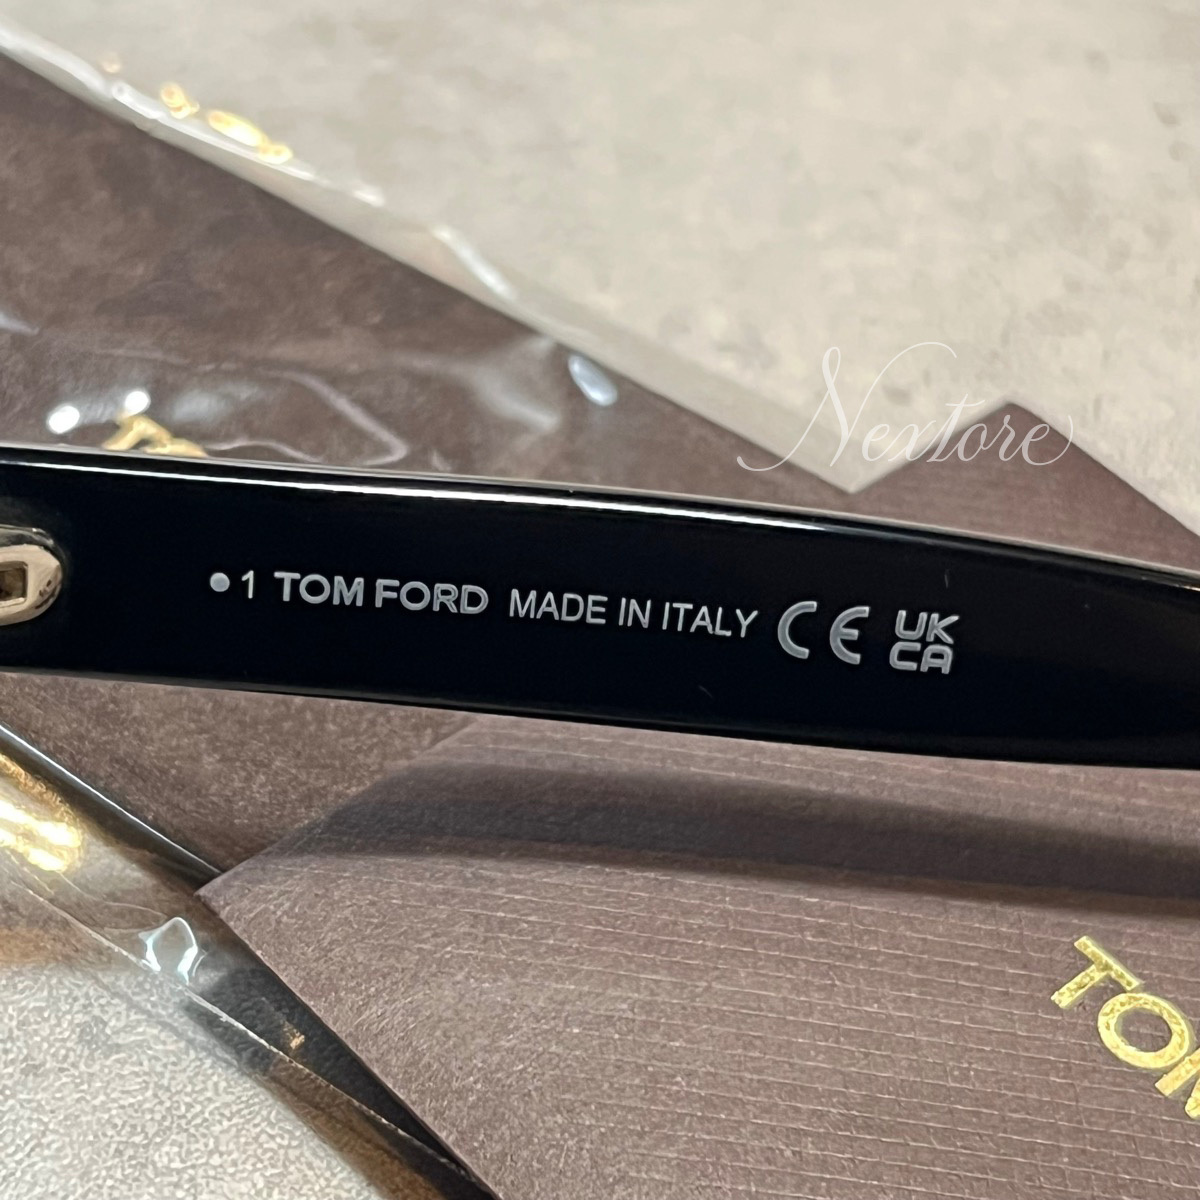 Nextore
•1 TOM FORD MADE IN ITALY CE UK
CA
TOM